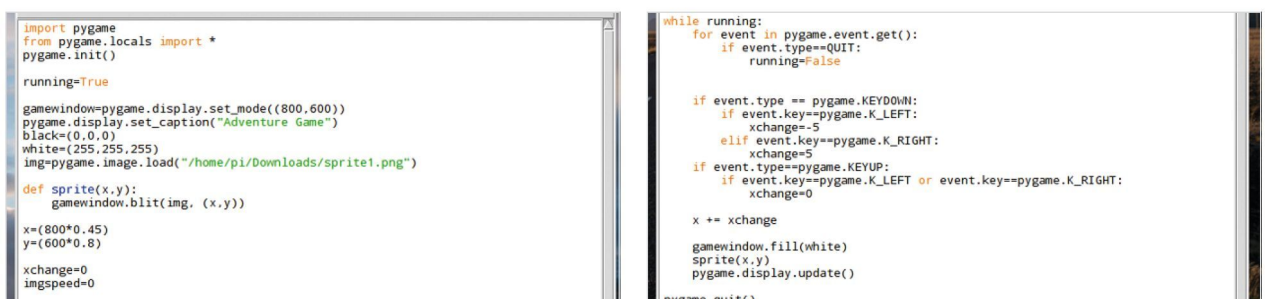 import pygame
from pygame.locals import *
pygame.init()
running=True
gamewindow=pygame.display.set_mode((800,600))
pygame.display.set_caption("Adventure Game")
black=(0,0,0)
white=(255,255,255)
img=pygame.image.load("/home/pi/Downloads/sprite1.png")
def sprite(x,y):
    gamewindow.blit(img, (x,y))
x=(800*0.45)
y=(600*0.8)
xchange=0
imgspeed=0
while running:
    for event in pygame.event.get():
        if event.type==QUIT:
            running=False
    if event.type == pygame.KEYDOWN:
        if event.key==pygame.K_LEFT:
            xchange=-5
        elif event.key==pygame.K_RIGHT:
            xchange=5
    if event.type==pygame.KEYUP:
        if event.key==pygame.K_LEFT or event.key==pygame.K_RIGHT:
            xchange=0
    x += xchange
    gamewindow.fill(white)
    sprite(x,y)
    pygame.display.update()
pygame.quit()